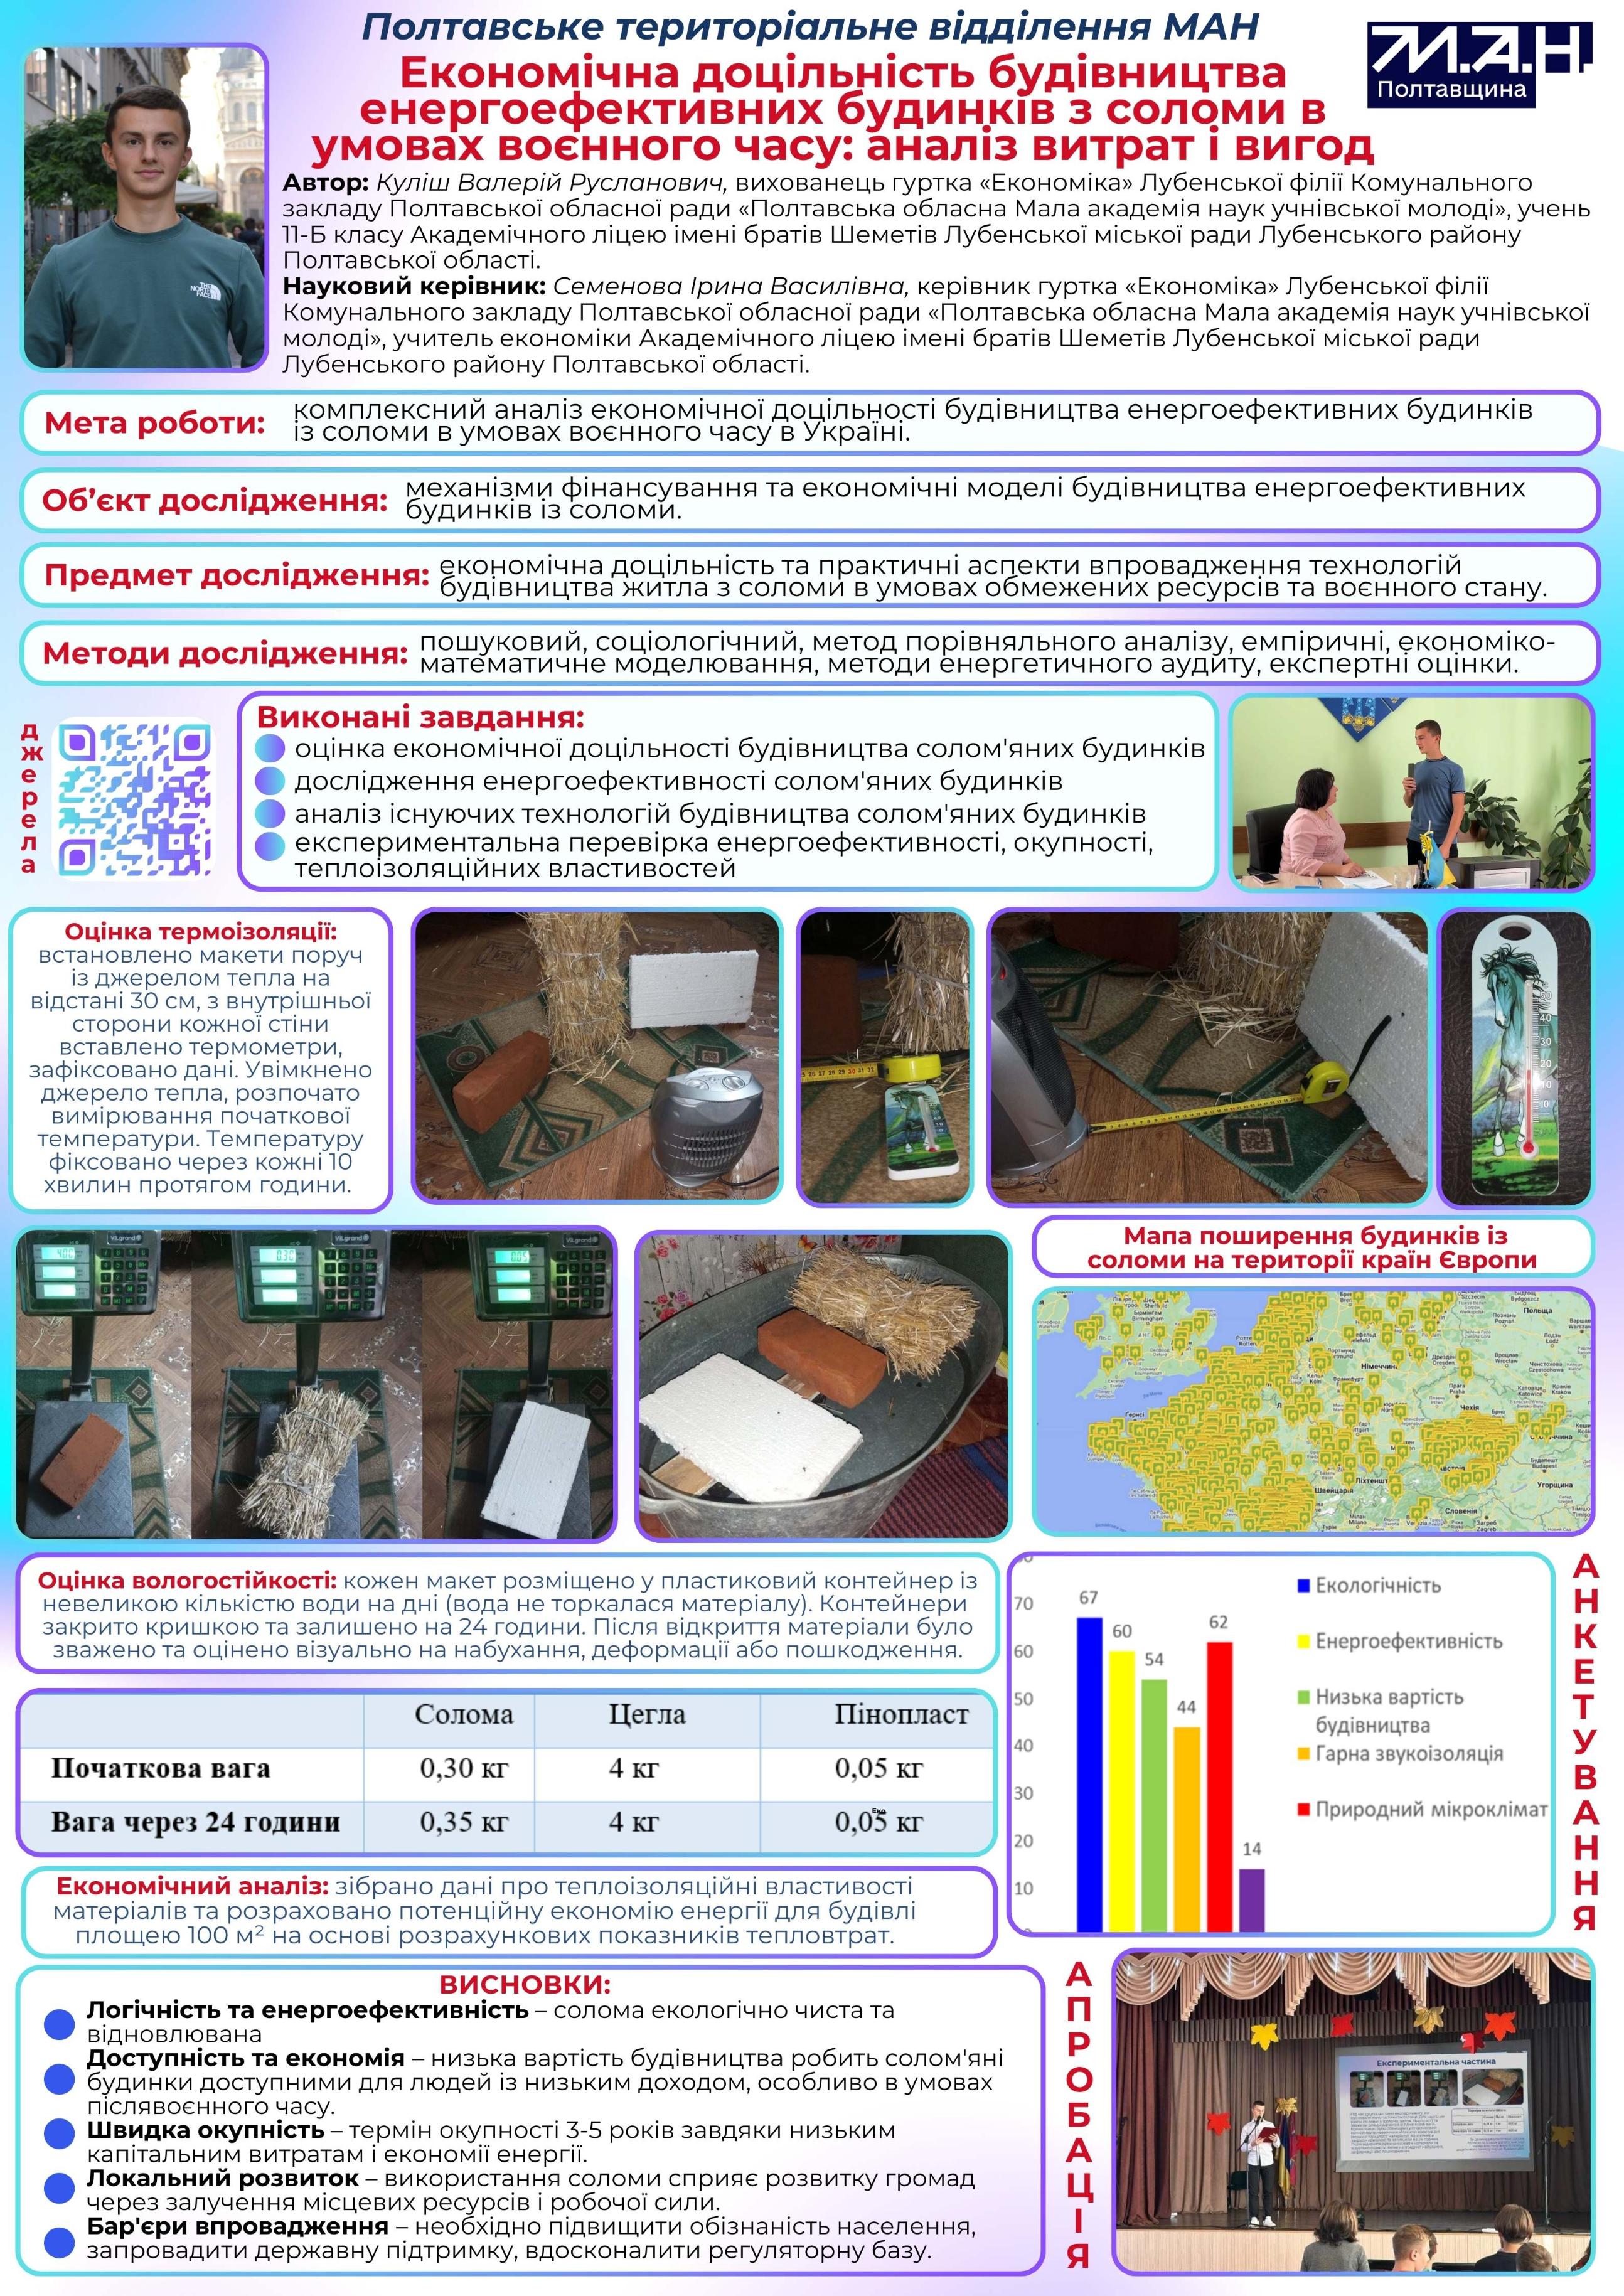 Полтавське територіальне відділення МАН
М.А.Н.
Полтавщина
Економічна доцільність будівництва
енергоефективних будинків з соломи в
умовах воєнного часу: аналіз витрат і вигод
THE NORTH FACE
Автор: Куліш Валерій Русланович, вихованець гуртка «Економіка» Лубенської філії Комунального
закладу Полтавської обласної ради «Полтавська обласна Мала академія наук учнівської молоді», учень
11-Б класу Академічного ліцею імені братів Шеметів Лубенської міської ради Лубенського району
Полтавської області.
Науковий керівник: Семенова Ірина Василівна, керівник гуртка «Економіка» Лубенської філії
Комунального закладу Полтавської обласної ради «Полтавська обласна Мала академія наук учнівської
молоді», учитель економіки Академічного ліцею імені братів Шеметів Лубенської міської ради
Лубенського району Полтавської області.
Мета роботи: комплексний аналіз економічної доцільності будівництва енергоефективних будинків
із соломи в умовах воєнного часу в Україні.
Об’єкт дослідження: механізми фінансування та економічні моделі будівництва енергоефективних
будинків із соломи.
Предмет дослідження: економічна доцільність та практичні аспекти впровадження технологій
будівництва житла з соломи в умовах обмежених ресурсів та воєнного стану.
Методи дослідження: пошуковий, соціологічний, метод порівняльного аналізу, емпіричні, економіко-
математичне моделювання, методи енергетичного аудиту, експертні оцінки.
джерела
Виконані завдання:
оцінка економічної доцільності будівництва солом'яних будинків
дослідження енергоефективності солом'яних будинків
аналіз існуючих технологій будівництва солом'яних будинків
експериментальна перевірка енергоефективності, окупності,
теплоізоляційних властивостей
Оцінка термоізоляції:
встановлено макети поруч
із джерелом тепла на
відстані 30 см, з внутрішньої
сторони кожної стіни
вставлено термометри,
зафіксовано дані. Увімкнено
джерело тепла, розпочато
вимірювання початкової
температури. Температуру
фіксовано через кожні 10
хвилин протягом години.
50
40
30
20
10
0
Мапа поширення будинків із
соломи на території країн Європи
Німеччина
Польща
Прага
Чехія
Брно
Швейцарія
Ліхтенштейн
Словенія
Загреб
Угорщина
Оцінка вологостійкості: кожен макет розміщено у пластиковий контейнер із
невеликою кількістю води на дні (вода не торкалася матеріалу). Контейнери
закрито кришкою та залишено на 24 години. Після відкриття матеріали було
зважено та оцінено візуально на набухання, деформації або пошкодження.
Солома Цегла Пінопласт
Початкова вага 0,30 кг 4 кг 0,05 кг
Еко
Вага через 24 години 0,35 кг 4 кг 0,05 кг
70
60
50
40
30
20
10
67
60
54
44
62
14
Екологічність
Енергоефективність
Низька вартість
будівництва
Гарна звукоізоляція
Природний мікроклімат
АНКЕТУВАННЯ
Економічний аналіз: зібрано дані про теплоізоляційні властивості
матеріалів та розраховано потенційну економію енергії для будівлі
площею 100 м² на основі розрахункових показників тепловтрат.
ВИСНОВКИ:
Логічність та енергоефективність – солома екологічно чиста та
відновлювана
Доступність та економія – низька вартість будівництва робить солом'яні
будинки доступними для людей із низьким доходом, особливо в умовах
післявоєнного часу.
Швидка окупність – термін окупності 3-5 років завдяки низьким
капітальним витратам і економії енергії.
Локальний розвиток – використання соломи сприяє розвитку громад
через залучення місцевих ресурсів і робочої сили.
Бар'єри впровадження – необхідно підвищити обізнаність населення,
запровадити державну підтримку, вдосконалити регуляторну базу.
АПРОБАЦІЯ
Експериментальна частина